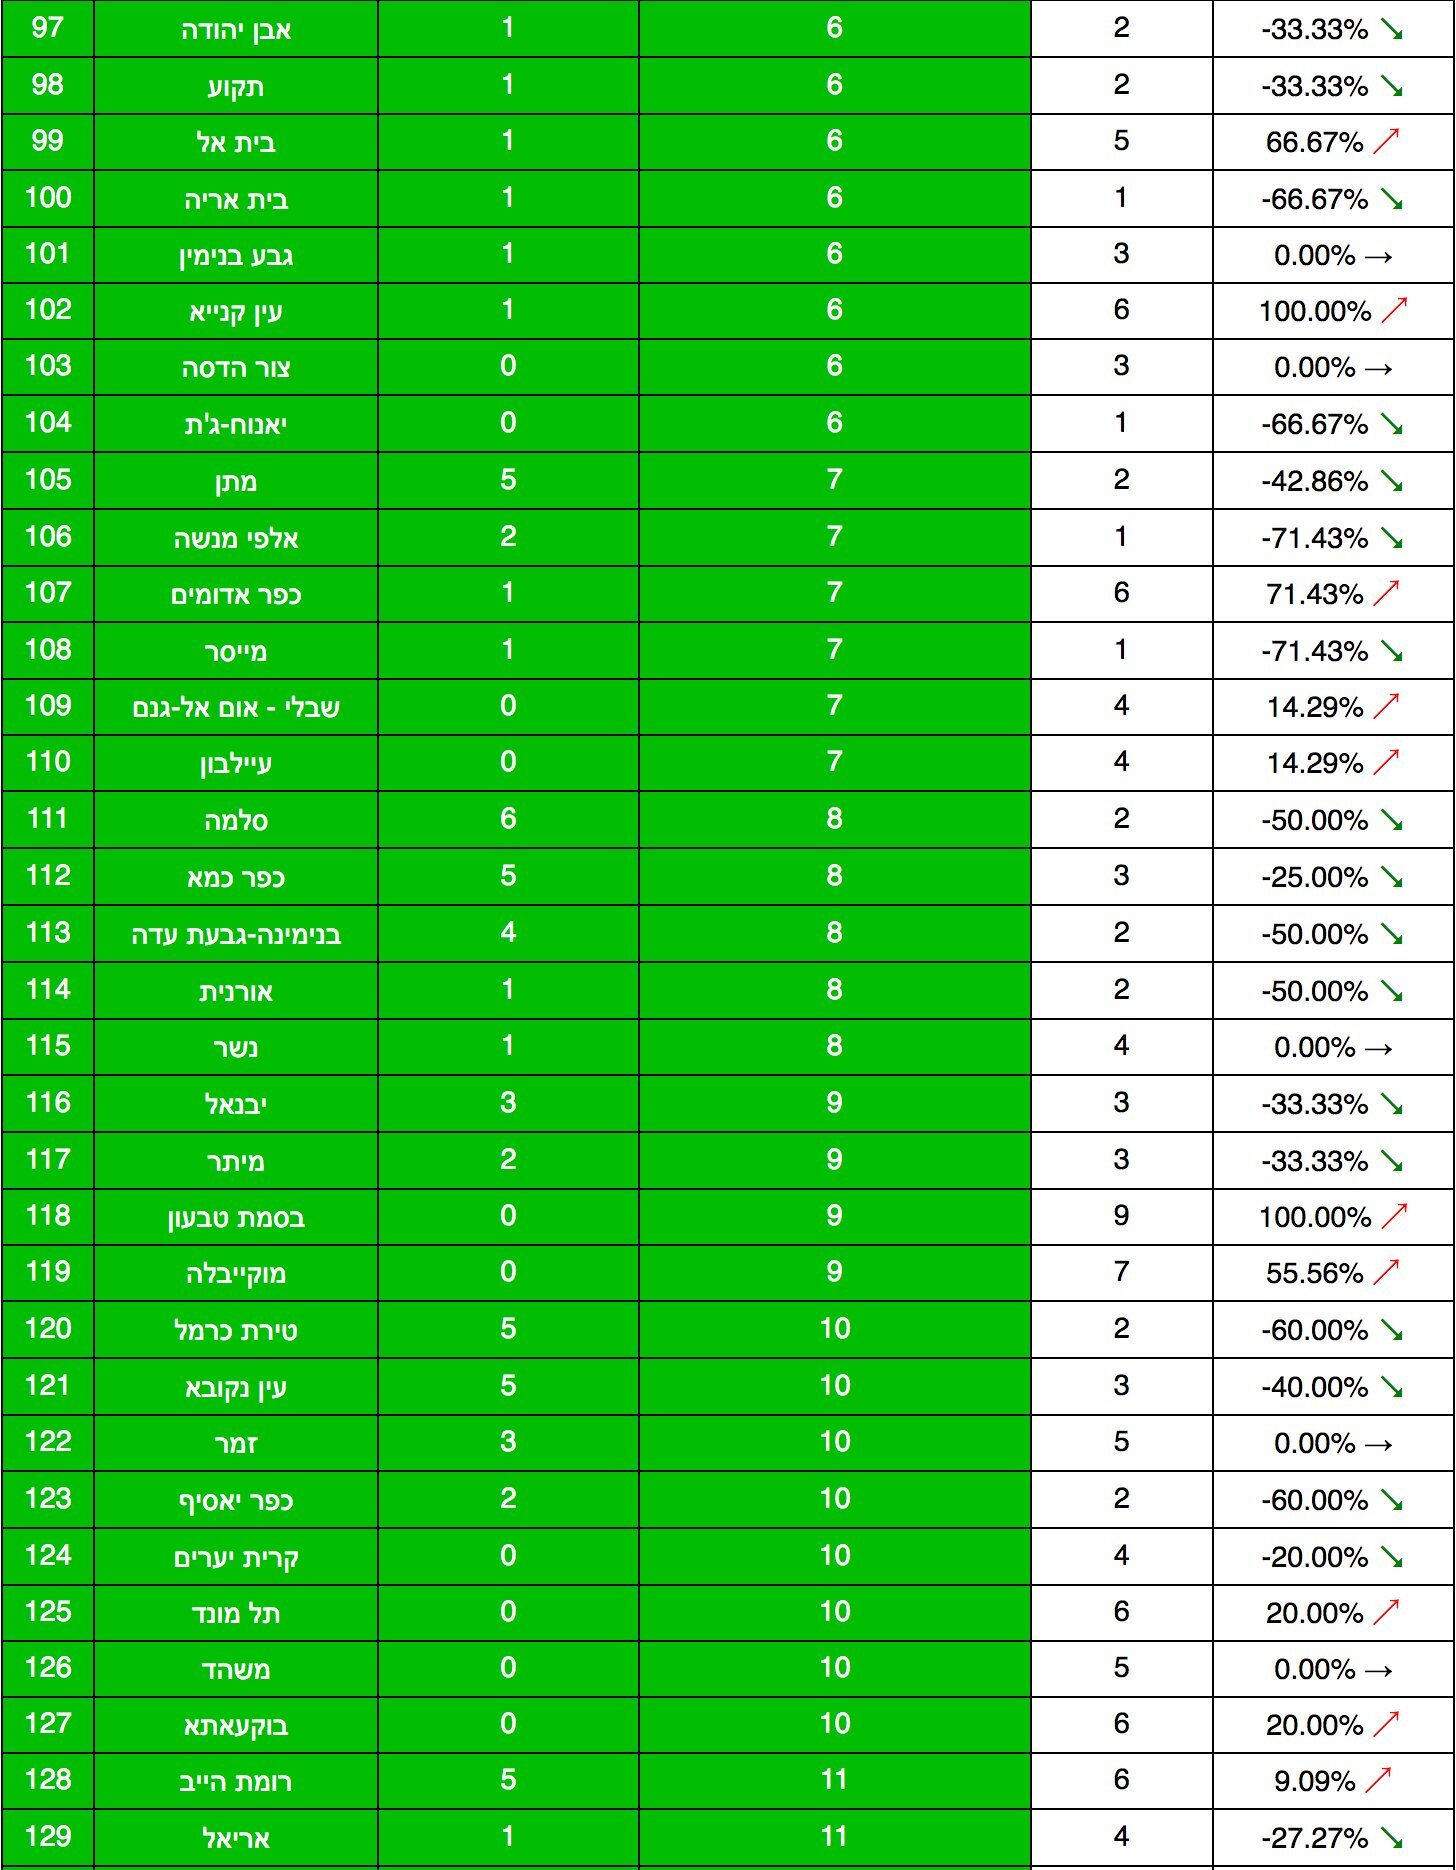 97 אבן יהודה 1 6 2 -33.33% ↘
98 תקוע 1 6 2 -33.33% ↘
99 בית אל 1 6 5 66.67% ↗
100 בית אריה 1 6 1 -66.67% ↘
101 גבע בנימין 1 6 3 0.00% →
102 עין קנייא 1 6 6 100.00% ↗
103 צור הדסה 0 6 3 0.00% →
104 יאנוח-ג'ת 0 6 1 -66.67% ↘
105 מתן 5 7 2 -42.86% ↘
106 אלפי מנשה 2 7 1 -71.43% ↘
107 כפר אדומים 1 7 6 71.43% ↗
108 מייסר 1 7 1 -71.43% ↘
109 שבלי - אום אל-גנם 0 7 4 14.29% ↗
110 עיילבון 0 7 4 14.29% ↗
111 סלמה 6 8 2 -50.00% ↘
112 כפר כמא 5 8 3 -25.00% ↘
113 בנימינה-גבעת עדה 4 8 2 -50.00% ↘
114 אורנית 1 8 2 -50.00% ↘
115 נשר 1 8 4 0.00% →
116 יבנאל 3 9 3 -33.33% ↘
117 מיתר 2 9 3 -33.33% ↘
118 בסמת טבעון 0 9 9 100.00% ↗
119 מוקייבלה 0 9 7 55.56% ↗
120 טירת כרמל 5 10 2 -60.00% ↘
121 עין נקובא 5 10 3 -40.00% ↘
122 זמר 3 10 5 0.00% →
123 כפר יאסיף 2 10 2 -60.00% ↘
124 קרית יערים 0 10 4 -20.00% ↘
125 תל מונד 0 10 6 20.00% ↗
126 משהד 0 10 5 0.00% →
127 בוקעאתא 0 10 6 20.00% ↗
128 רומת הייב 5 11 6 9.09% ↗
129 אריאל 1 11 4 -27.27% ↘